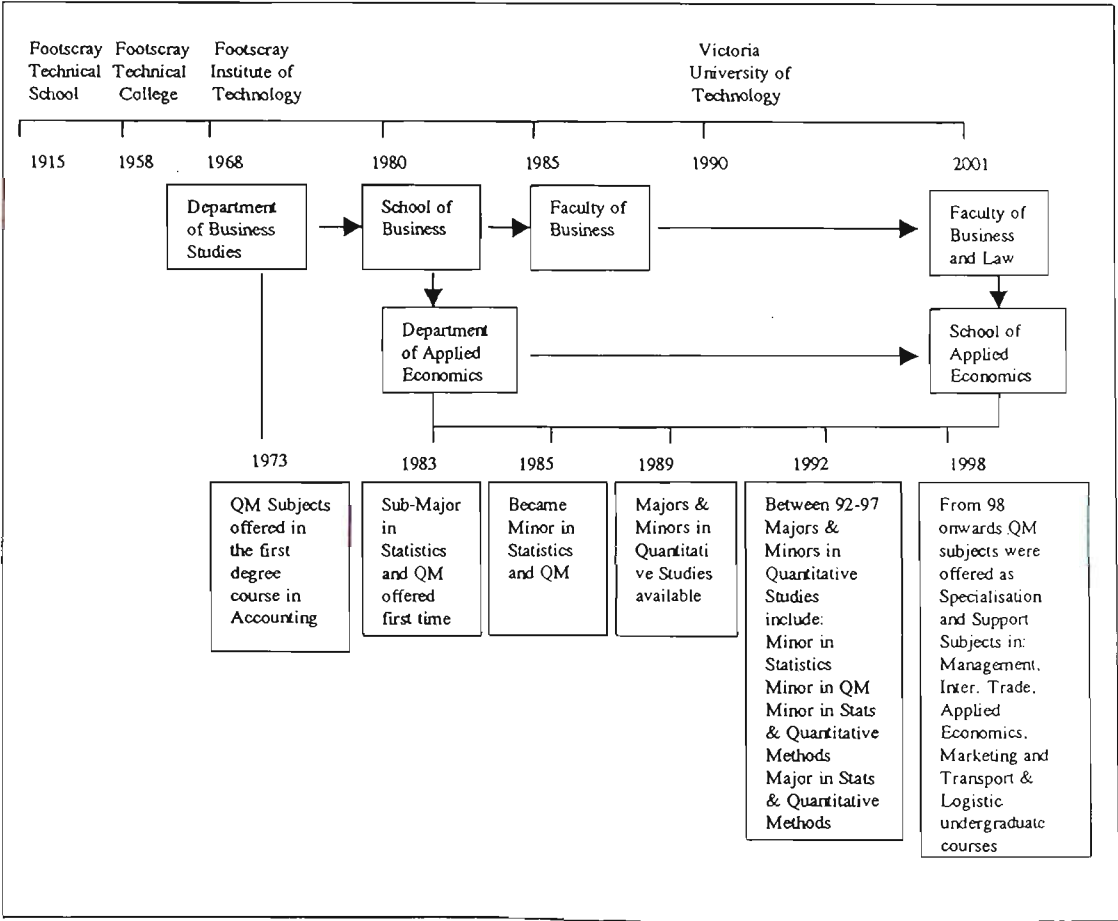 Footscray
Technical
School
Footscray
Technical
College
Footscray
Institute of
Technology
Victoria
University of
Technology
1915
1958
1968
1980
1985
1990
2001
Department
of Business
Studies
School of
Business
Faculty of
Business
Faculty of
Business
and Law
Department
of Applied
Economics
School of
Applied
Economics
1973
1983
1985
1989
1992
1998
QM Subjects
offered in
the first
degree
course in
Accounting
Sub-Major
in
Statistics
and QM
offered
first time
Became
Minor in
Statistics
and QM
Majors &
Minors in
Quantitati
ve Studies
available
Between 92-97
Majors &
Minors in
Quantitative
Studies
include:
Minor in
Statistics
Minor in QM
Minor in Stats
& Quantitative
Methods
Major in Stats
& Quantitative
Methods
From 98
onwards QM
subjects were
offered as
Specialisation
and Support
Subjects in:
Management,
Inter. Trade,
Applied
Economics,
Marketing and
Transport &
Logistic
undergraduate
courses